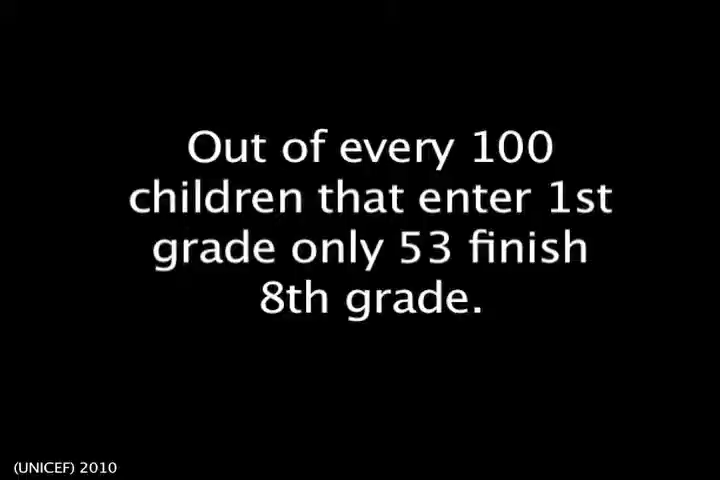 Out of every 100
children that enter 1st
grade only 53 finish
8th grade.
(UNICEF) 2010